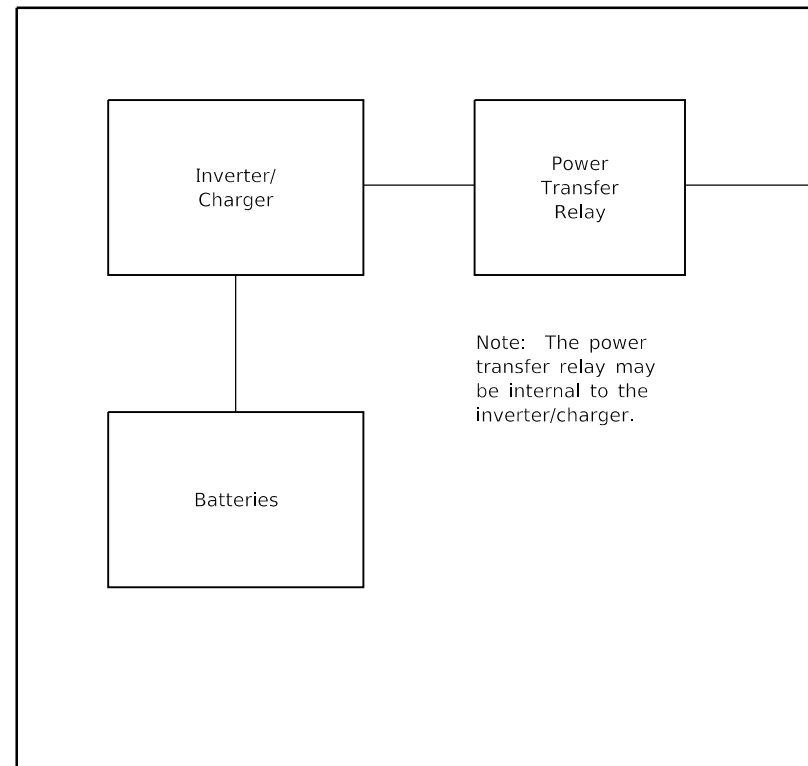 Inverter/
Charger
Power
Transfer
Relay
Note: The power
transfer relay may
be internal to the
inverter/charger.
Batteries